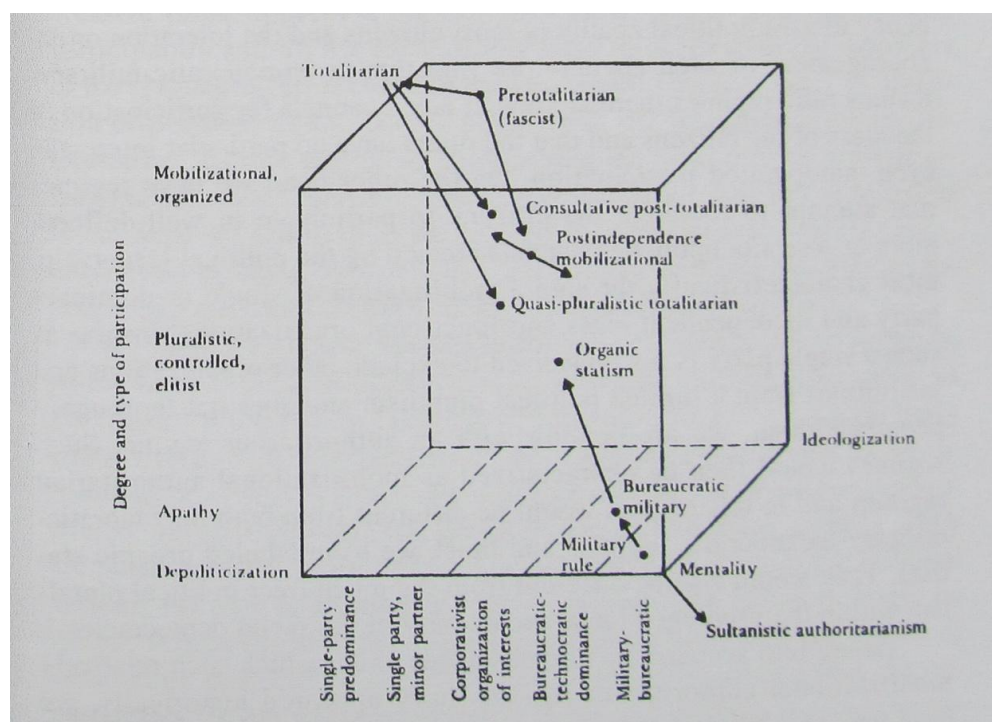 Totalitarian
Pretotalitarian
(fascist)
Mobilizational,
organized
Consultative post-totalitarian
Postindependence
mobilizational
Quasi-pluralistic totalitarian
Pluralistic,
controlled,
elitist
Organic
statism
Degree and type of participation
Ideologization
Bureaucratic
military
Apathy
Military
rule
Depoliticization
Mentality
Sultanistic authoritarianism
Single-party
predominance
Single party,
minor partner
Corporativist
organization
of interests
Bureaucratic-
technocratic
dominance
Military-
bureaucratic